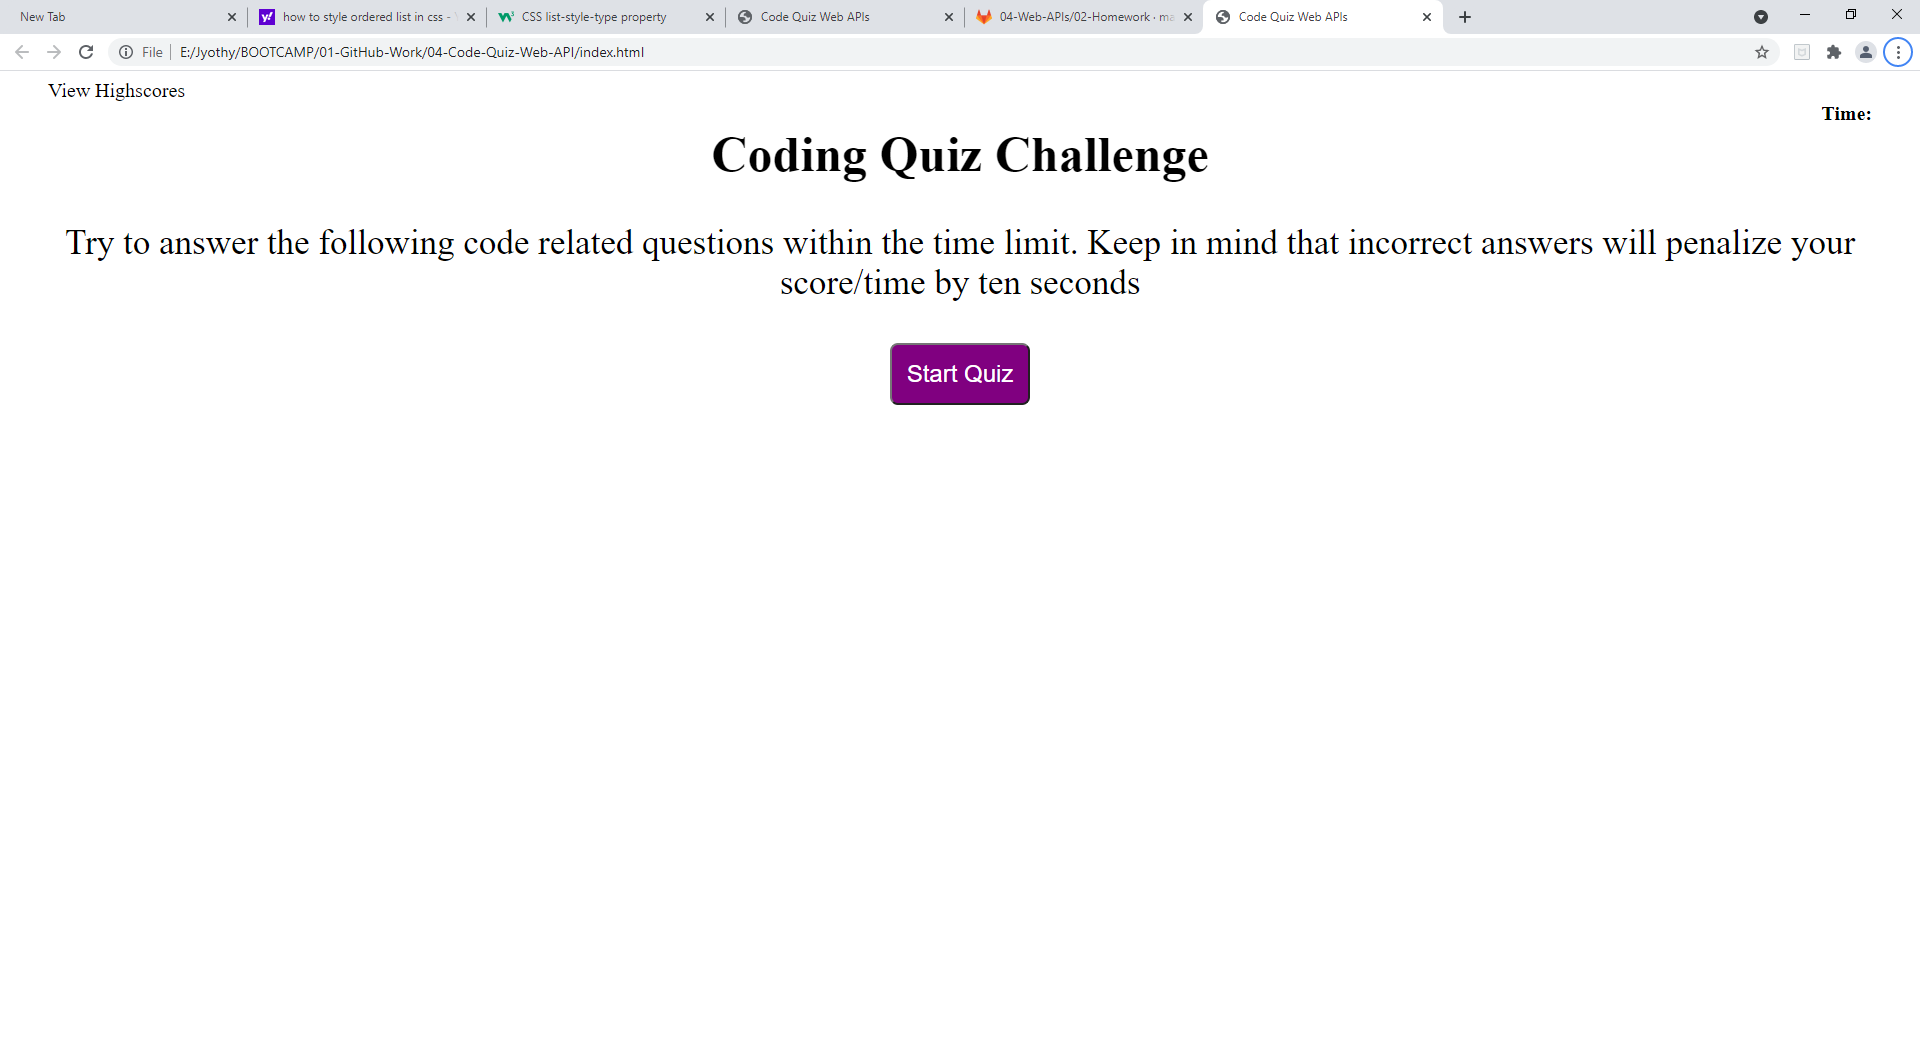 New Tab
how to style ordered list in css -
CSS list-style-type property
Code Quiz Web APIs
04-Web-APIs/02-Homework · ma
Code Quiz Web APIs
File
E:/Jyothy/BOOTCAMP/01-GitHub-Work/04-Code-Quiz-Web-API/index.html
View Highscores
Time:
Coding Quiz Challenge
Try to answer the following code related questions within the time limit. Keep in mind that incorrect answers will penalize your
score/time by ten seconds
Start Quiz